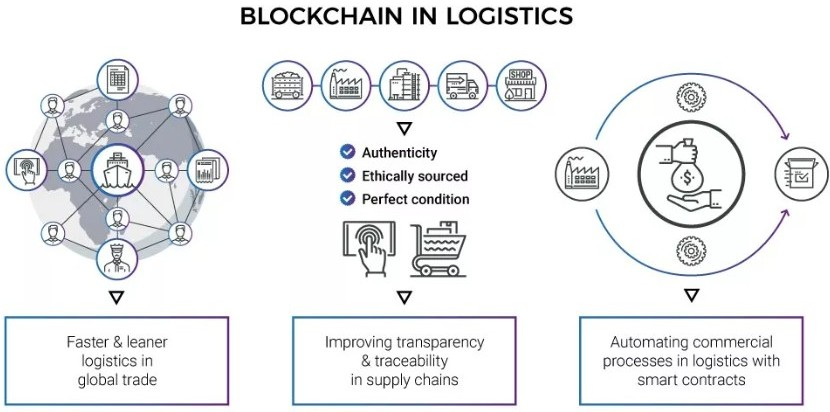 BLOCKCHAIN IN LOGISTICS
SHOP
Authenticity
Ethically sourced
Perfect condition
$
Faster & leaner
logistics in
global trade
Improving transparency
& traceability
in supply chains
Automating commercial
processes in logistics with
smart contracts